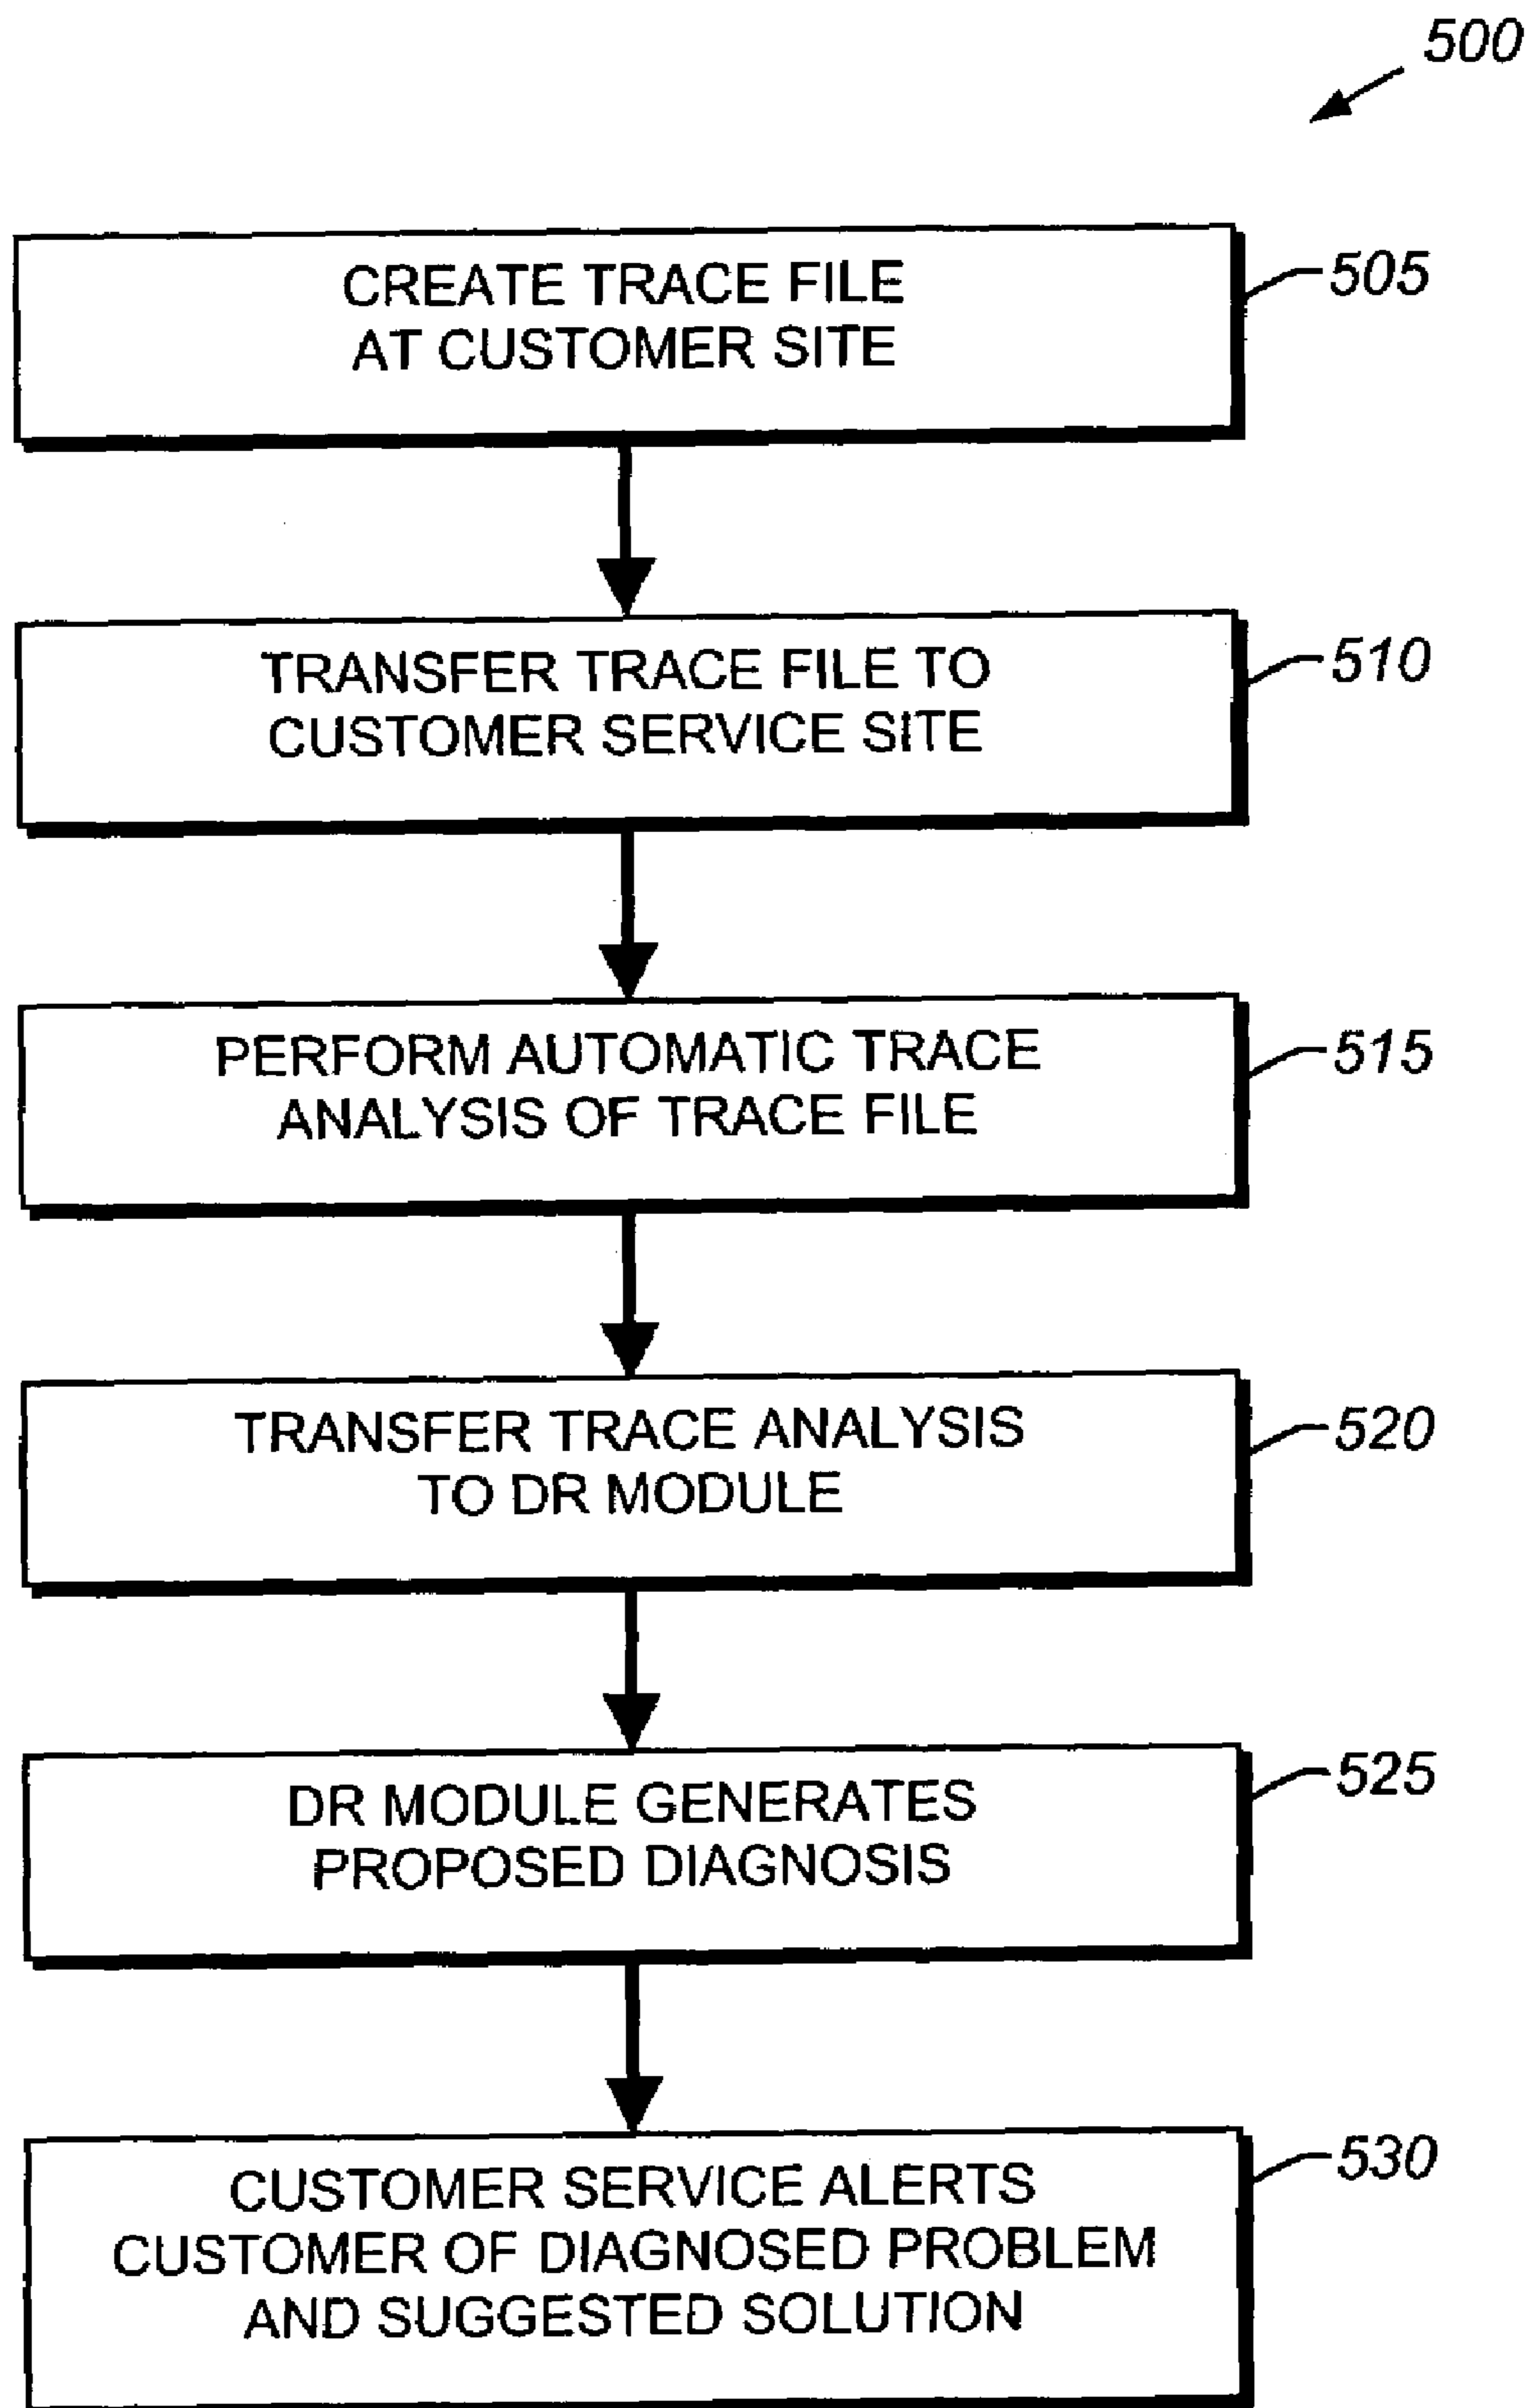 500
CREATE TRACE FILE
AT CUSTOMER SITE
505
TRANSFER TRACE FILE TO
CUSTOMER SERVICE SITE
510
PERFORM AUTOMATIC TRACE
ANALYSIS OF TRACE FILE
515
TRANSFER TRACE ANALYSIS
TO DR MODULE
520
DR MODULE GENERATES
PROPOSED DIAGNOSIS
525
CUSTOMER SERVICE ALERTS
CUSTOMER OF DIAGNOSED PROBLEM
AND SUGGESTED SOLUTION
530